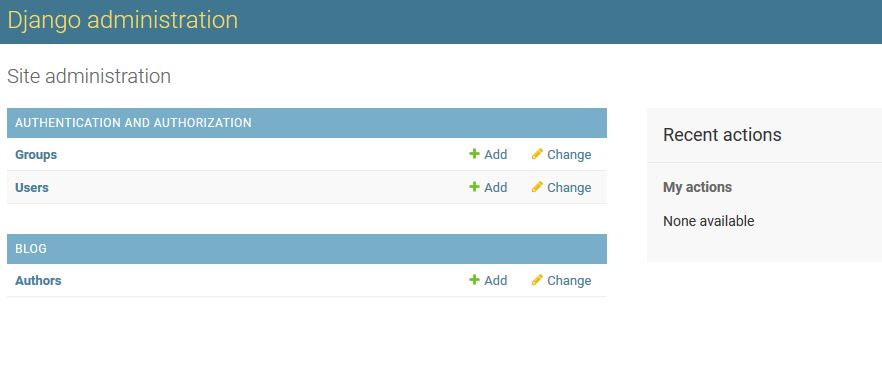 Django administration
Site administration
AUTHENTICATION AND AUTHORIZATION
Groups Add Change
Users Add Change
BLOG
Authors Add Change
Recent actions
My actions
None available